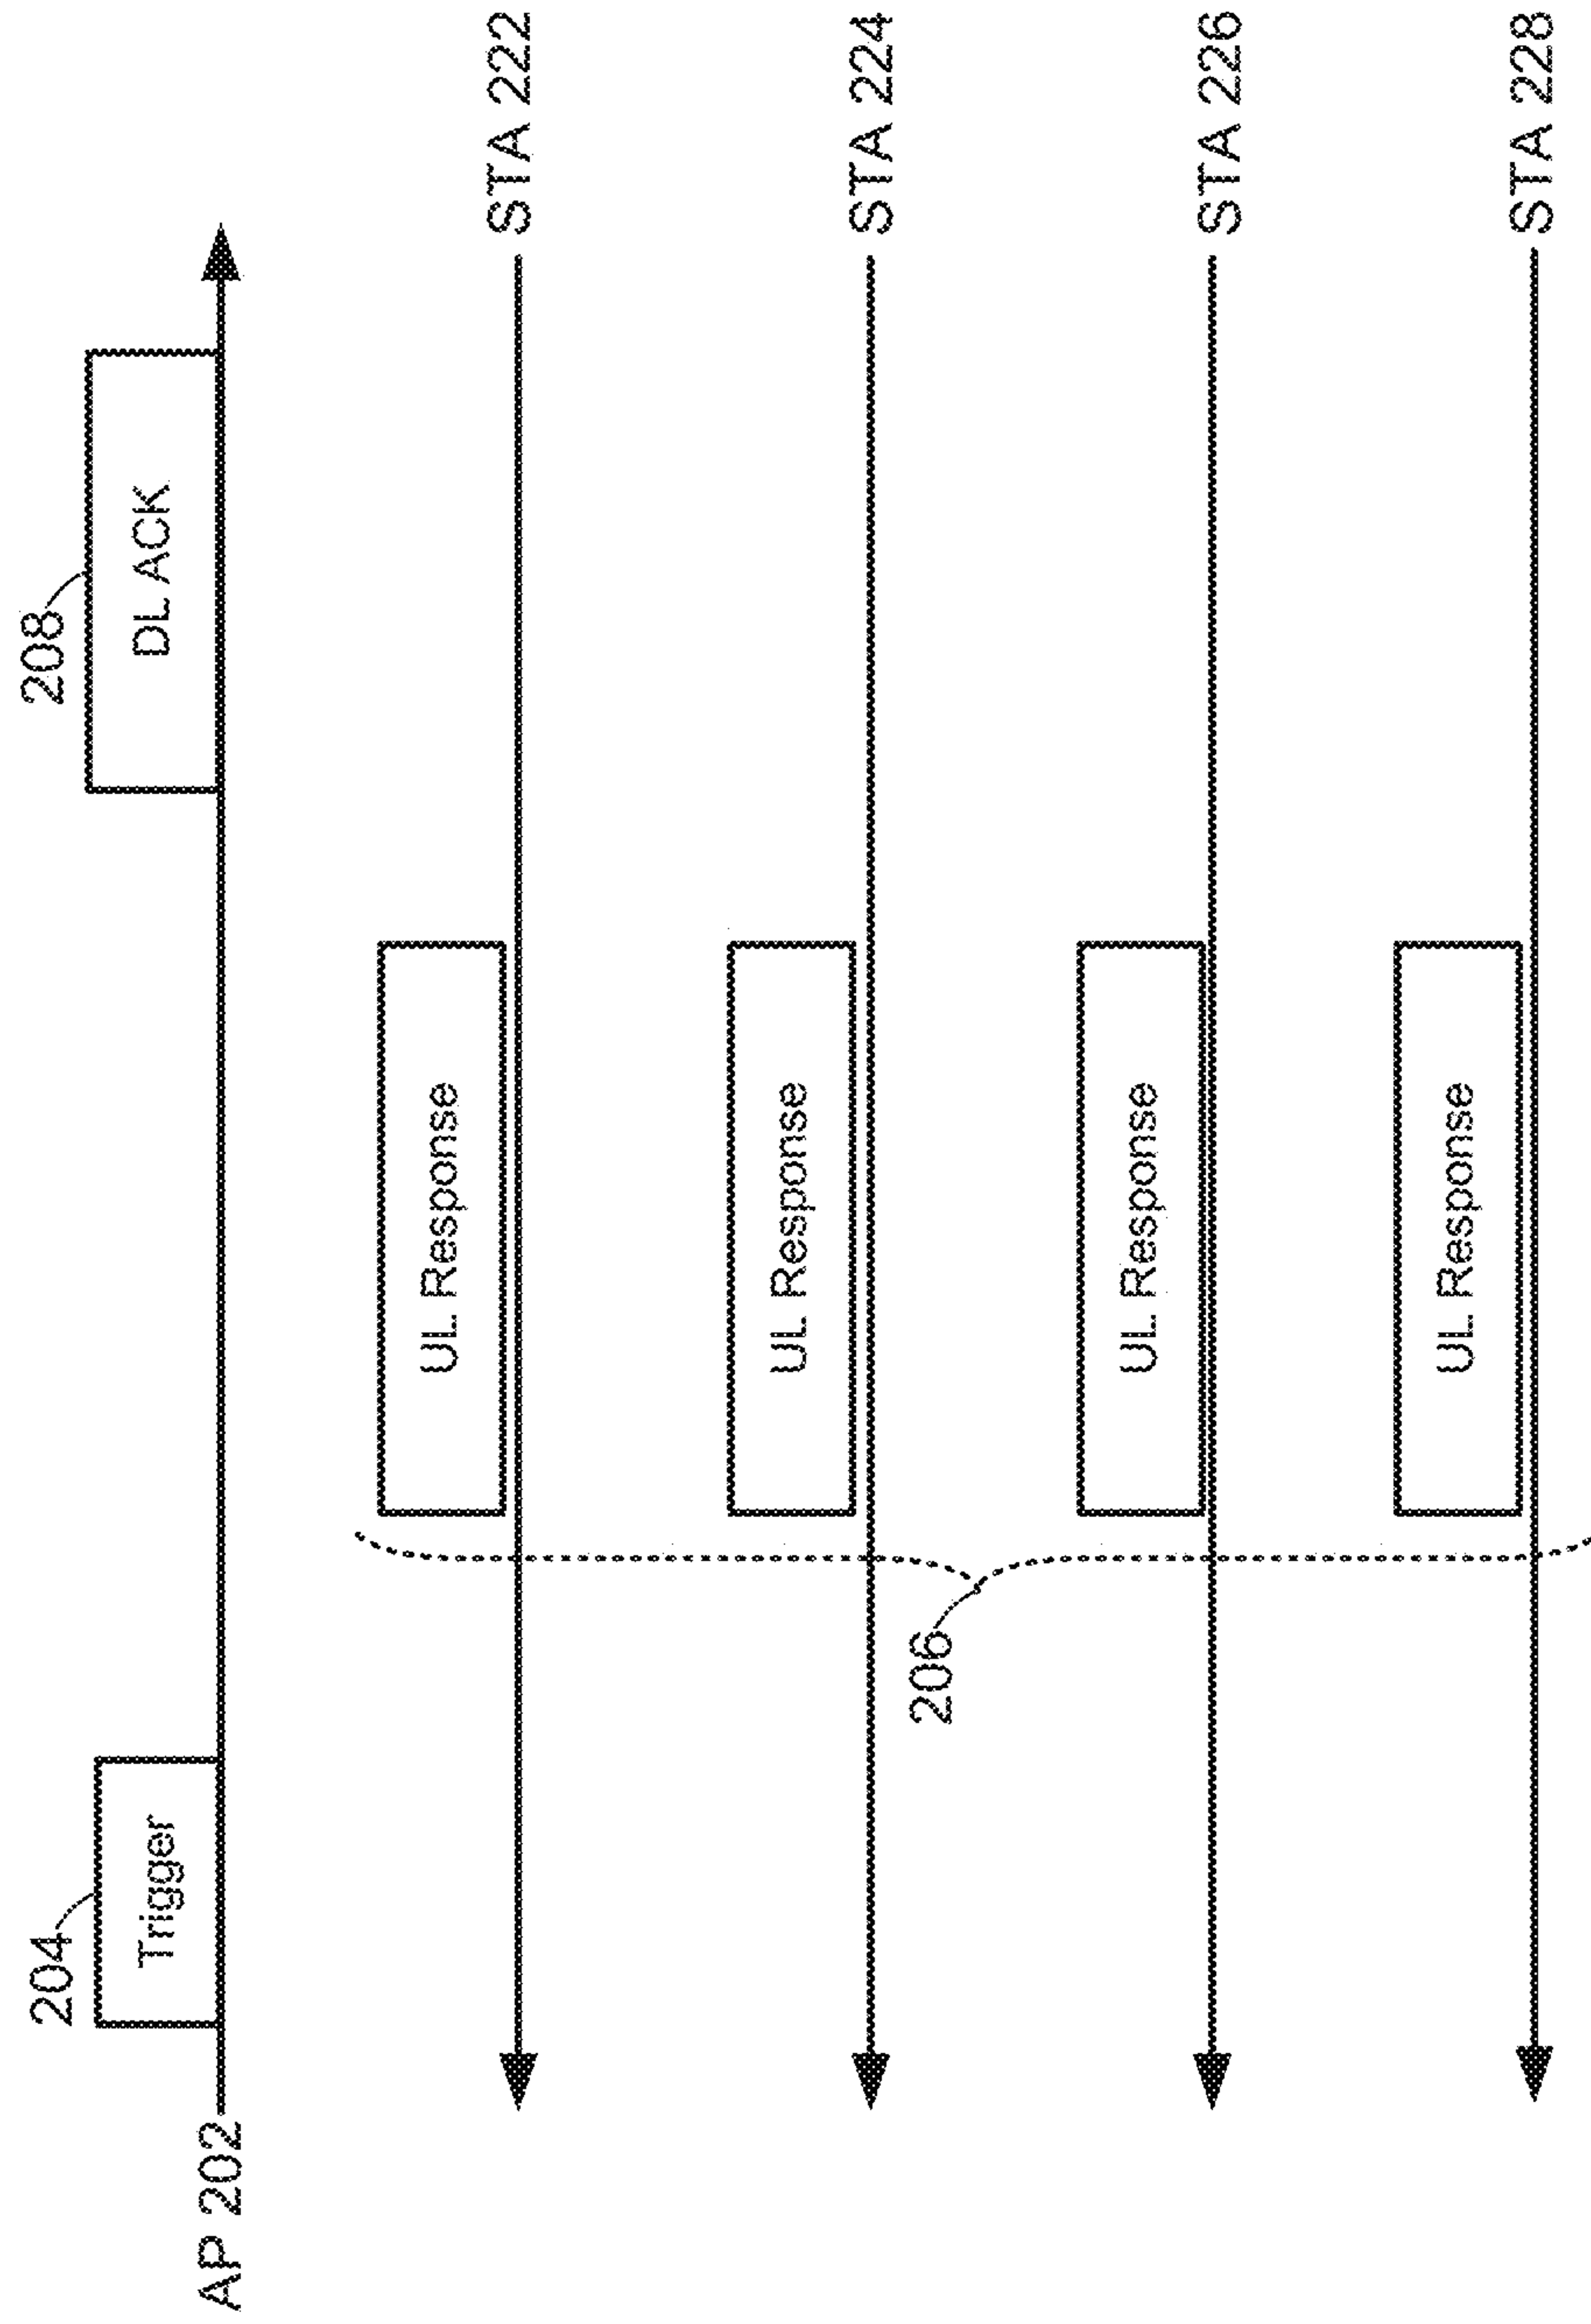 204
208
Trigger
DL ACK
AP 202
UL Response
STA 222
UL Response
STA 224
206
UL Response
STA 226
UL Response
STA 228